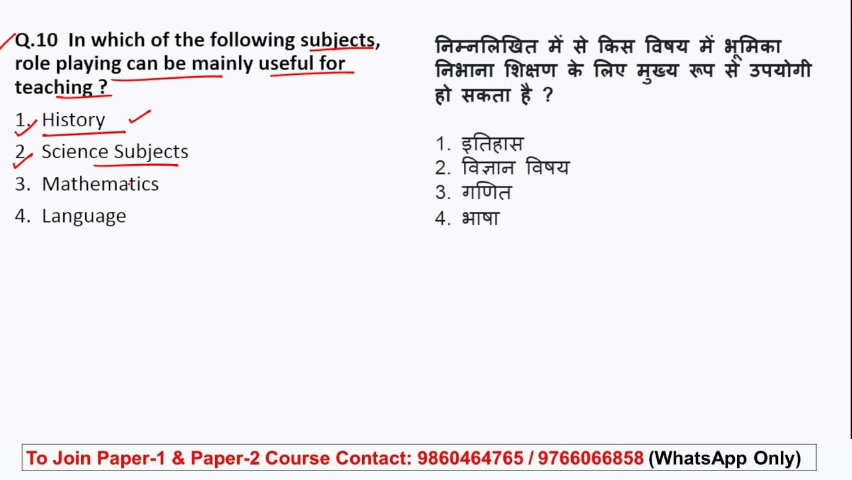 Q.10 In which of the following subjects,
role playing can be mainly useful for
teaching ?
1. History
2. Science Subjects
3. Mathematics
4. Language
निम्नलिखित में से किस विषय में भूमिका
निभाना शिक्षण के लिए मुख्य रूप से उपयोगी
हो सकता है ?
1. इतिहास
2. विज्ञान विषय
3. गणित
4. भाषा
To Join Paper-1 & Paper-2 Course Contact: 9860464765 / 9766066858 (WhatsApp Only)